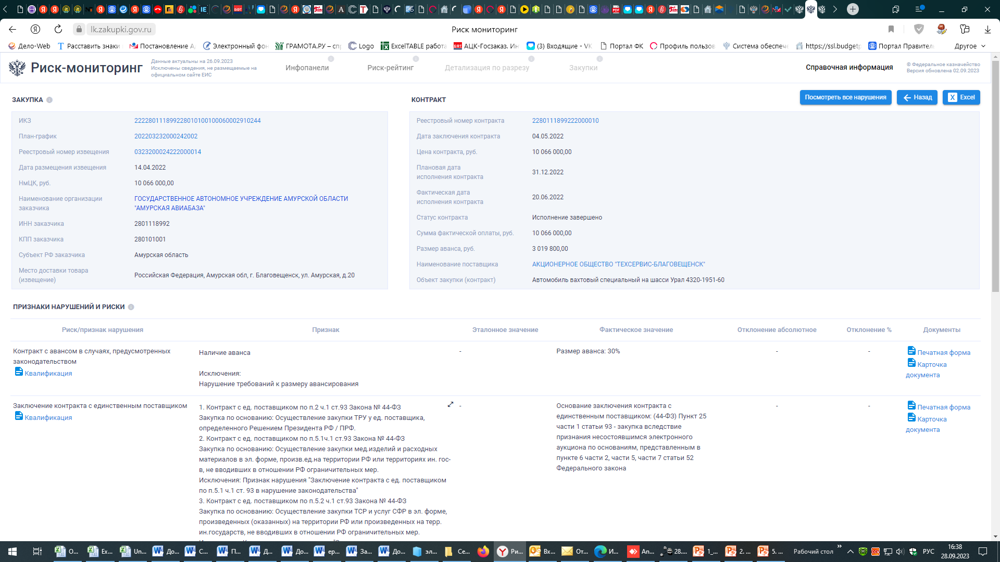 lk.zakupki.gov.ru
Риск мониторинг
Дело-Web
Расставить знаки
Постановление А
Электронный фон
ГРАМОТА.РУ – спр
Logo
ExcelTABLE работа
АЦК-Госзаказ. Ин
(3) Входящие - VK
Портал ФК
Профиль пользов
Система обеспече
https://ssl.budgetp
Портал Правител
Другое
Риск-мониторинг
Данные актуальны на 26.09.2023
Исключены сведения, не размещаемые на
официальном сайте ЕИС
Инфопанели
Риск-рейтинг
Детализация по разрезу
Закупки
Справочная информация
© Федеральное казначейство
Версия обновлена 02.09.2023
ЗАКУПКА
ИКЗ 222280111899228010100100060002910244
План-график 202203232000242002
Реестровый номер извещения 0323200024222000014
Дата размещения извещения 14.04.2022
НмЦК, руб. 10 066 000,00
Наименование организации
заказчика
ГОСУДАРСТВЕННОЕ АВТОНОМНОЕ УЧРЕЖДЕНИЕ АМУРСКОЙ ОБЛАСТИ
"АМУРСКАЯ АВИАБАЗА"
ИНН заказчика 2801118992
КПП заказчика 280101001
Субъект РФ заказчика Амурская область
Место доставки товара
(извещение)
Российская Федерация, Амурская обл, г. Благовещенск, ул. Амурская, д.20
КОНТРАКТ
Посмотреть все нарушения
Назад
X Excel
Реестровый номер контракта 2280111899222000010
Дата заключения контракта 04.05.2022
Цена контракта, руб. 10 066 000,00
Плановая дата
исполнения контракта
31.12.2022
Фактическая дата
исполнения контракта
20.06.2022
Статус контракта Исполнение завершено
Сумма фактической оплаты, руб. 10 066 000,00
Размер аванса, руб. 3 019 800,00
Наименование поставщика АКЦИОНЕРНОЕ ОБЩЕСТВО "ТЕХСЕРВИС-БЛАГОВЕЩЕНСК"
Объект закупки (контракт) Автомобиль вахтовый специальный на шасси Урал 4320-1951-60
ПРИЗНАКИ НАРУШЕНИЙ И РИСКИ
Риск/признак нарушения
Признак
Эталонное значение
Фактическое значение
Отклонение абсолютное
Отклонение %
Документы
Контракт с авансом в случаях, предусмотренных
законодательством
Квалификация
Наличие аванса
Исключения:
Нарушение требований к размеру авансирования
-
Размер аванса: 30%
-
-
Печатная форма
Карточка
документа
Заключение контракта с единственным поставщиком
Квалификация
1. Контракт с ед. поставщиком по п.2 ч.1 ст.93 Закона № 44-ФЗ
Закупка по основанию: Осуществление закупки ТРУ у ед. поставщика,
определенного Решением Президента РФ / ПРФ.
2. Контракт с ед. поставщиком по п.5.1ч.1 ст.93 Закона № 44-ФЗ
Закупка по основанию: Осуществление закупки мед.изделий и расходных
материалов в эл. форме, произв.ед.на территории РФ или территориях ин. гос-
в, не вводивших в отношении РФ ограничительных мер.
Исключения: Признак нарушения "Заключение контракта с ед. поставщиком
по п.5.1 ч.1 ст. 93 в нарушение законодательства"
3. Контракт с ед. поставщиком по п.5.2 ч.1 ст.93 Закона № 44-ФЗ
Закупка по основанию: Осуществление закупки ТСР и услуг СФР в эл. форме,
произведенных (оказанных) на территории РФ или произведенных на терр.
ин.государств, не вводивших в отношении РФ ограничительных мер.
-
Основание заключения контракта с
единственным поставщиком: (44-ФЗ) Пункт 25
части 1 статьи 93 - закупка вследствие
признания несостоявшимся электронного
аукциона по основаниям, представленным в
пункте 6 части 2, части 5, части 7 статьи 52
Федерального закона
-
-
Печатная форма
Карточка
документа
О...
Ex...
Un...
До...
С...
П...
Д...
До...
ер...
За...
До...
эл...
Се...
Ри...
Вх...
От...
И...
An...
28....
1_...
2. ...
5. ...
Рабочий стол
РУС
16:38
28.09.2023